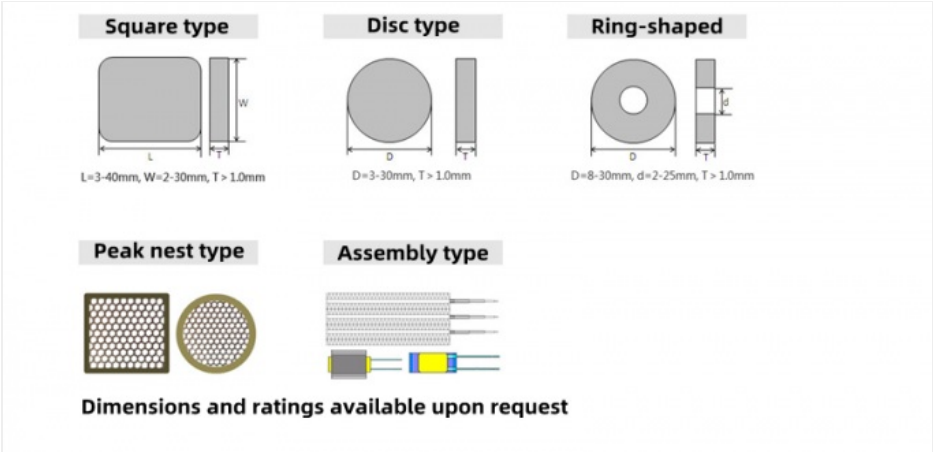 Square type
Disc type
Ring-shaped
W
L
T
D
T
d
D
T
L=3-40mm, W=2-30mm, T>1.0mm
D=3-30mm, T>1.0mm
D=8-30mm, d=2-25mm, T>1.0mm
Peak nest type
Assembly type
Dimensions and ratings available upon request